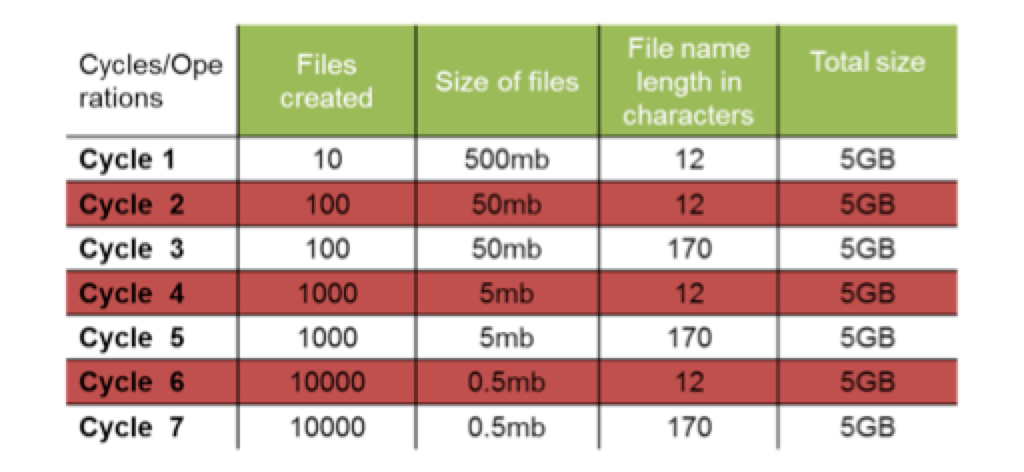 Cycles/Ope
rations
Files
created
Size of files
File name
length in
characters
Total size
Cycle 1 10 500mb 12 5GB
Cycle 2 100 50mb 12 5GB
Cycle 3 100 50mb 170 5GB
Cycle 4 1000 5mb 12 5GB
Cycle 5 1000 5mb 170 5GB
Cycle 6 10000 0.5mb 12 5GB
Cycle 7 10000 0.5mb 170 5GB